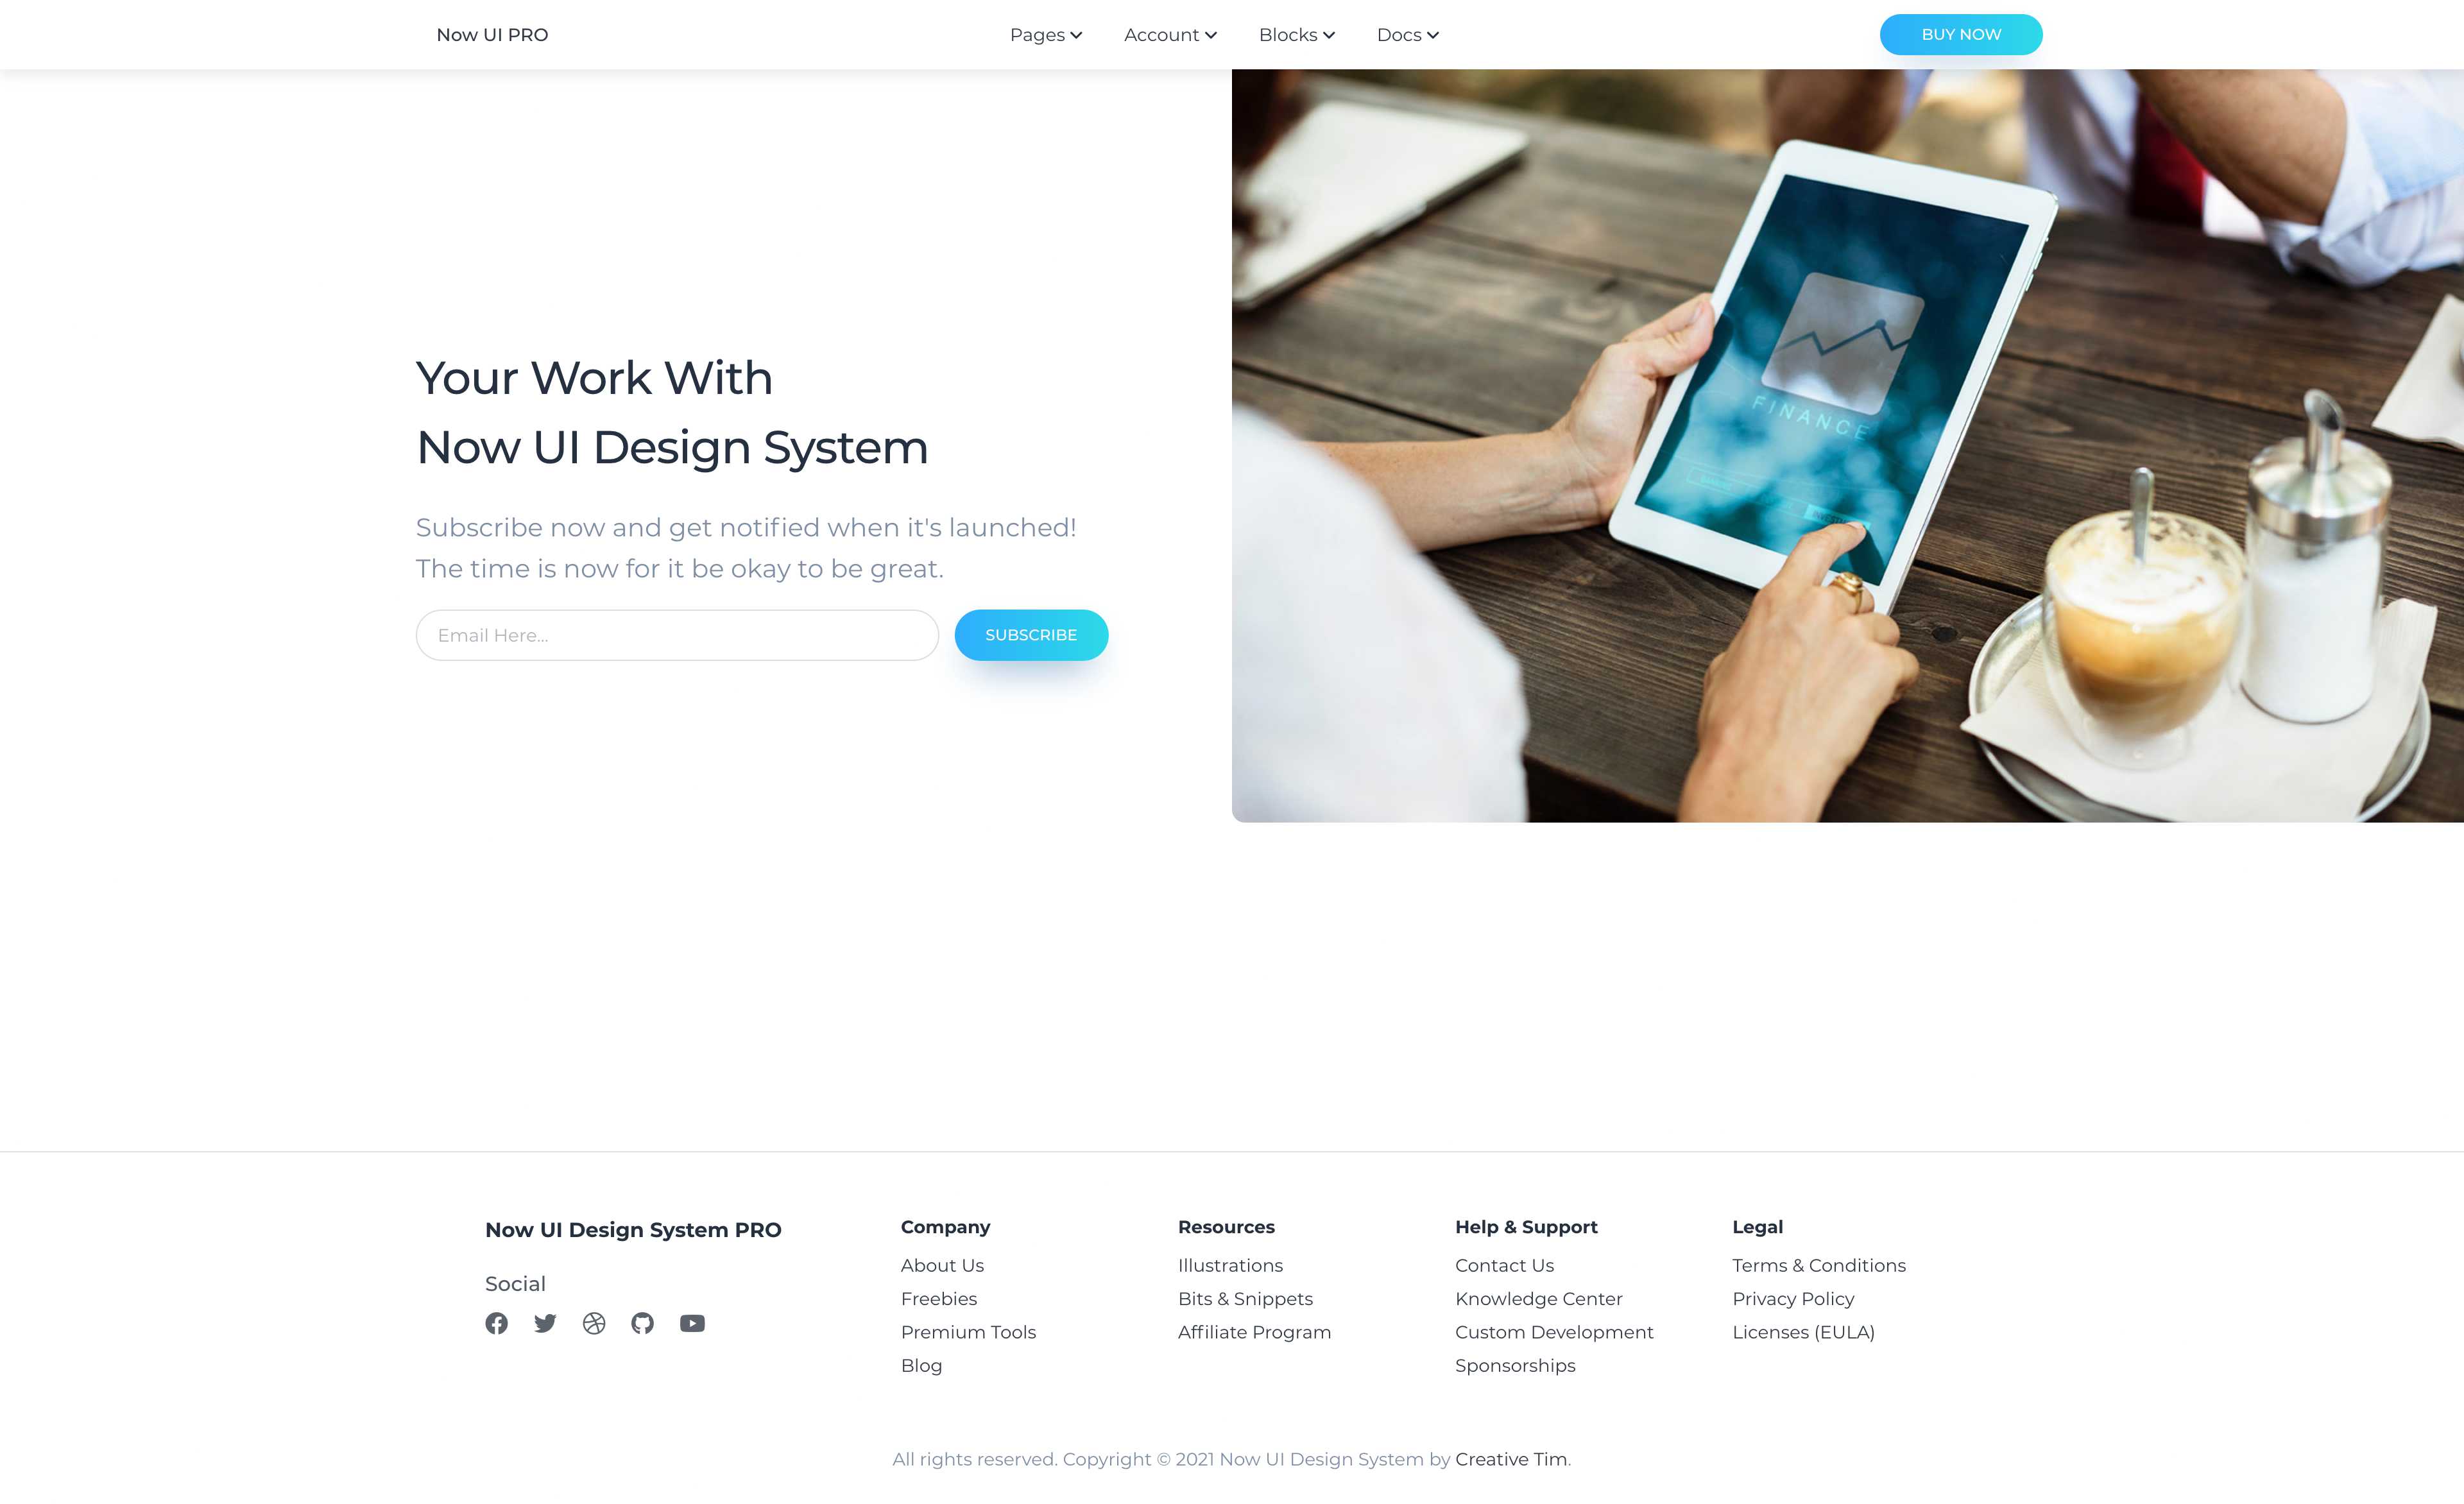 Now UI PRO
Pages
Account
Blocks
Docs
BUY NOW
Your Work With
Now UI Design System
Subscribe now and get notified when it's launched!
The time is now for it be okay to be great.
Email Here...
SUBSCRIBE
FINANCE
Now UI Design System PRO
Social
Company
About Us
Freebies
Premium Tools
Blog
Resources
Illustrations
Bits & Snippets
Affiliate Program
Help & Support
Contact Us
Knowledge Center
Custom Development
Sponsorships
Legal
Terms & Conditions
Privacy Policy
Licenses (EULA)
All rights reserved. Copyright © 2021 Now UI Design System by Creative Tim.